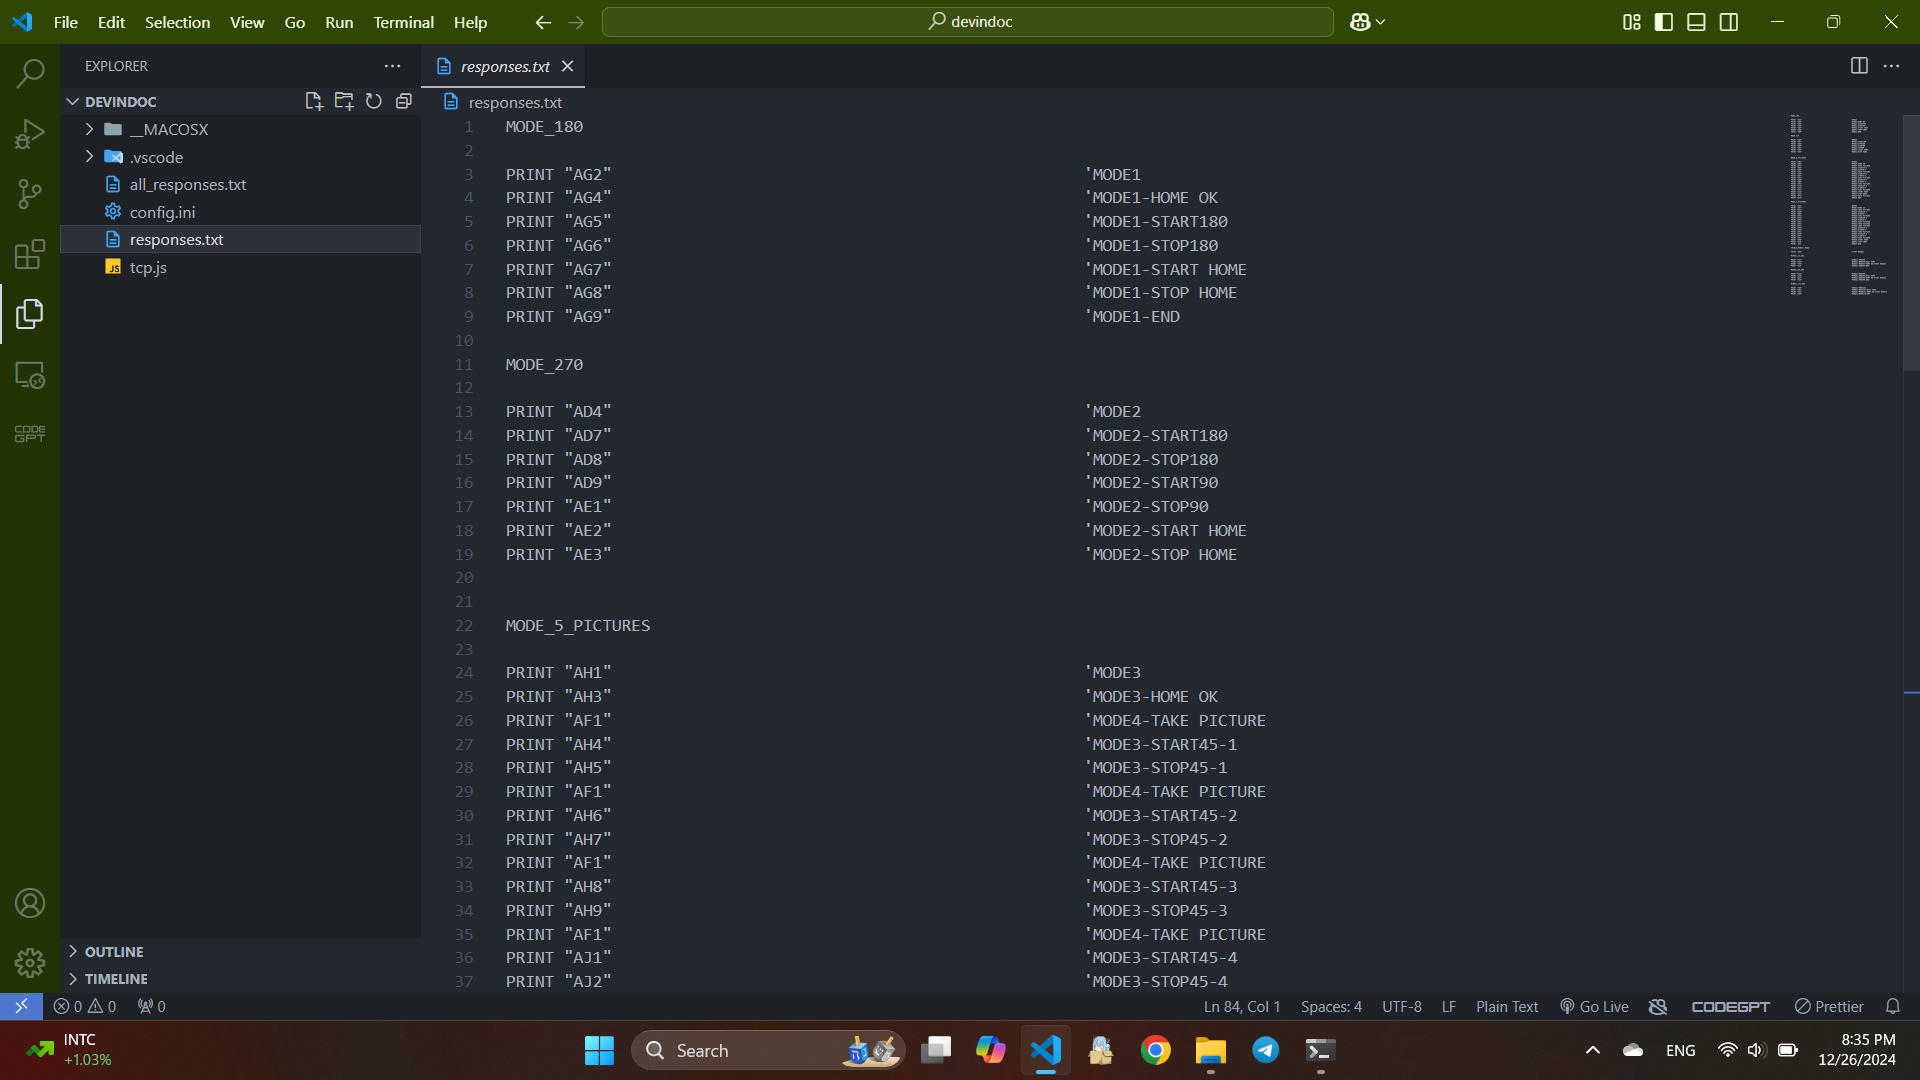 File Edit Selection View Go Run Terminal Help devindoc
EXPLORER
DEVINDOC
__MACOSX
.vscode
all_responses.txt
config.ini
responses.txt
JS tcp.js
CODE GPT
OUTLINE
TIMELINE
responses.txt
responses.txt
1 MODE_180
2
3 PRINT "AG2" 'MODE1
4 PRINT "AG4" 'MODE1-HOME OK
5 PRINT "AG5" 'MODE1-START180
6 PRINT "AG6" 'MODE1-STOP180
7 PRINT "AG7" 'MODE1-START HOME
8 PRINT "AG8" 'MODE1-STOP HOME
9 PRINT "AG9" 'MODE1-END
10
11 MODE_270
12
13 PRINT "AD4" 'MODE2
14 PRINT "AD7" 'MODE2-START180
15 PRINT "AD8" 'MODE2-STOP180
16 PRINT "AD9" 'MODE2-START90
17 PRINT "AE1" 'MODE2-STOP90
18 PRINT "AE2" 'MODE2-START HOME
19 PRINT "AE3" 'MODE2-STOP HOME
20
21
22 MODE_5_PICTURES
23
24 PRINT "AH1" 'MODE3
25 PRINT "AH3" 'MODE3-HOME OK
26 PRINT "AF1" 'MODE4-TAKE PICTURE
27 PRINT "AH4" 'MODE3-START45-1
28 PRINT "AH5" 'MODE3-STOP45-1
29 PRINT "AF1" 'MODE4-TAKE PICTURE
30 PRINT "AH6" 'MODE3-START45-2
31 PRINT "AH7" 'MODE3-STOP45-2
32 PRINT "AF1" 'MODE4-TAKE PICTURE
33 PRINT "AH8" 'MODE3-START45-3
34 PRINT "AH9" 'MODE3-STOP45-3
35 PRINT "AF1" 'MODE4-TAKE PICTURE
36 PRINT "AJ1" 'MODE3-START45-4
37 PRINT "AJ2" 'MODE3-STOP45-4
0 0 0 Ln 84, Col 1 Spaces: 4 UTF-8 LF Plain Text Go Live CODEGPT Prettier
INTC
+1.03%
Search
ENG
8:35 PM
12/26/2024